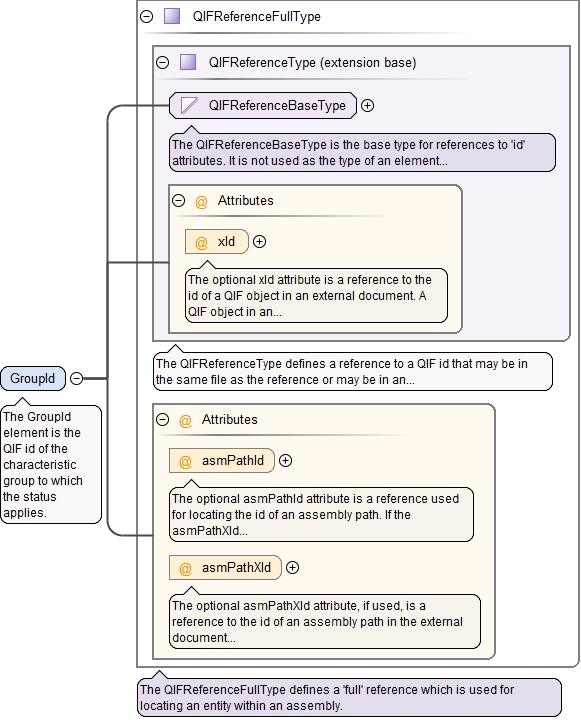 QIFReferenceFullType
QIFReferenceType (extension base)
QIFReferenceBaseType
The QIFReferenceBaseType is the base type for references to 'id'
attributes. It is not used as the type of an element...
@ Attributes
@ xId
The optional xId attribute is a reference to the
id of a QIF object in an external document. A
QIF object in an...
The QIFReferenceType defines a reference to a QIF id that may be in
the same file as the reference or may be in an...
GroupId
The GroupId
element is the
QIF id of the
characteristic
group to which
the status
applies.
@ Attributes
@ asmPathId
The optional asmPathId attribute is a reference used
for locating the id of an assembly path. If the
asmPathXId...
@ asmPathXId
The optional asmPathXId attribute, if used, is a
reference to the id of an assembly path in the external
document...
The QIFReferenceFullType defines a 'full' reference which is used for
locating an entity within an assembly.